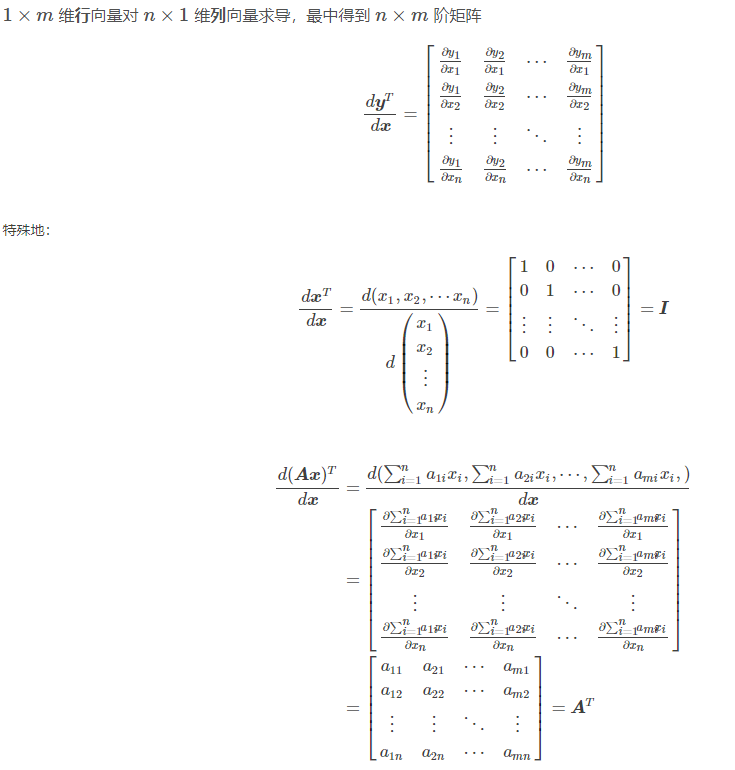 1 × m 维行向量对 n × 1 维列向量求导，最中得到 n × m 阶矩阵
$$\frac{d\boldsymbol{y}^T}{d\boldsymbol{x}} = \begin{bmatrix} \frac{\partial y_1}{\partial x_1} & \frac{\partial y_2}{\partial x_1} & \cdots & \frac{\partial y_m}{\partial x_1} \\ \frac{\partial y_1}{\partial x_2} & \frac{\partial y_2}{\partial x_2} & \cdots & \frac{\partial y_m}{\partial x_2} \\ \vdots & \vdots & \ddots & \vdots \\ \frac{\partial y_1}{\partial x_n} & \frac{\partial y_2}{\partial x_n} & \cdots & \frac{\partial y_m}{\partial x_n} \end{bmatrix}$$
特殊地：
$$\frac{d\boldsymbol{x}^T}{d\boldsymbol{x}} = \frac{d(x_1, x_2, \cdots x_n)}{d\begin{pmatrix} x_1 \\ x_2 \\ \vdots \\ x_n \end{pmatrix}} = \begin{bmatrix} 1 & 0 & \cdots & 0 \\ 0 & 1 & \cdots & 0 \\ \vdots & \vdots & \ddots & \vdots \\ 0 & 0 & \cdots & 1 \end{bmatrix} = \boldsymbol{I}$$
$$\frac{d(\boldsymbol{A}\boldsymbol{x})^T}{d\boldsymbol{x}} = \frac{d(\sum_{i=1}^n a_{1i}x_i, \sum_{i=1}^n a_{2i}x_i, \cdots, \sum_{i=1}^n a_{mi}x_i, )}{d\boldsymbol{x}}$$
$$= \begin{bmatrix} \frac{\partial \sum_{i=1}^n a_{1i}x_i}{\partial x_1} & \frac{\partial \sum_{i=1}^n a_{2i}x_i}{\partial x_1} & \cdots & \frac{\partial \sum_{i=1}^n a_{mi}x_i}{\partial x_1} \\ \frac{\partial \sum_{i=1}^n a_{1i}x_i}{\partial x_2} & \frac{\partial \sum_{i=1}^n a_{2i}x_i}{\partial x_2} & \cdots & \frac{\partial \sum_{i=1}^n a_{mi}x_i}{\partial x_2} \\ \vdots & \vdots & \ddots & \vdots \\ \frac{\partial \sum_{i=1}^n a_{1i}x_i}{\partial x_n} & \frac{\partial \sum_{i=1}^n a_{2i}x_i}{\partial x_n} & \cdots & \frac{\partial \sum_{i=1}^n a_{mi}x_i}{\partial x_n} \end{bmatrix}$$
$$= \begin{bmatrix} a_{11} & a_{21} & \cdots & a_{m1} \\ a_{12} & a_{22} & \cdots & a_{m2} \\ \vdots & \vdots & \ddots & \vdots \\ a_{1n} & a_{2n} & \cdots & a_{mn} \end{bmatrix} = \boldsymbol{A}^T$$